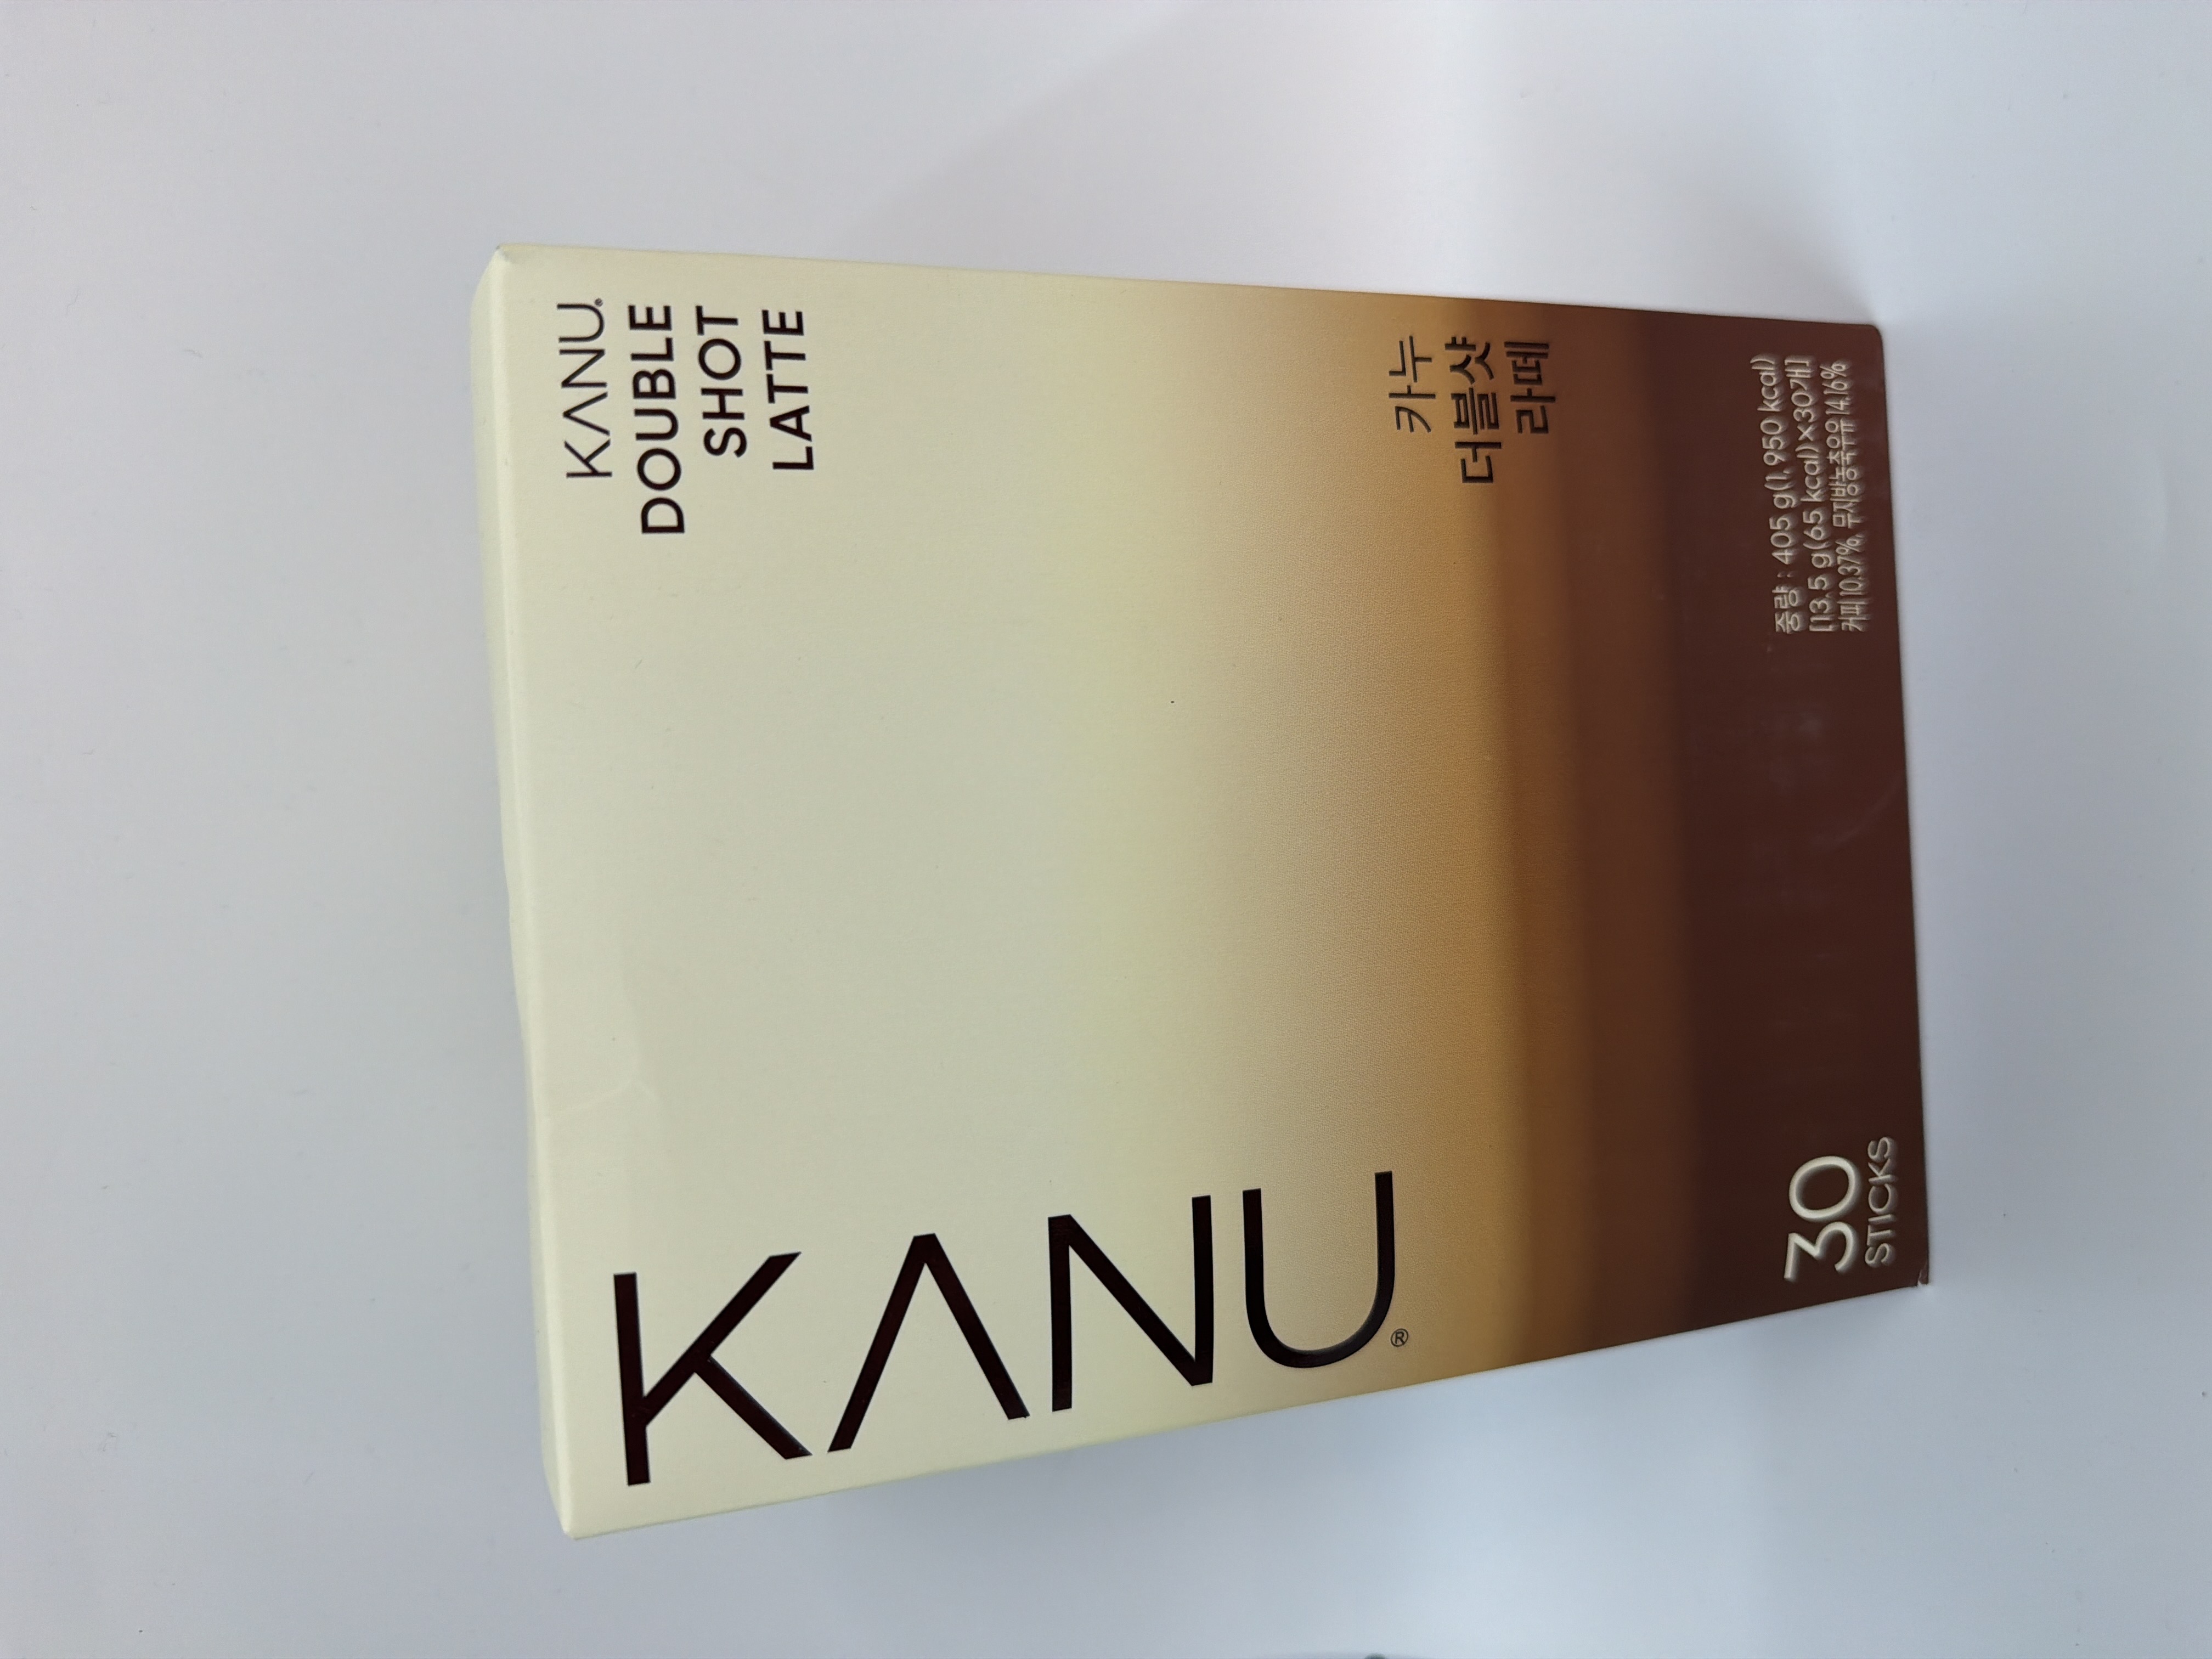 KANU®
DOUBLE
SHOT
LATTE
KANU®
카누
더블샷
라떼
30
STICKS
중량 : 405 g(1,950 kcal)
[13.5 g(65 kcal)×30개]
커피 10.37%, 무지방농축우유 14.16%